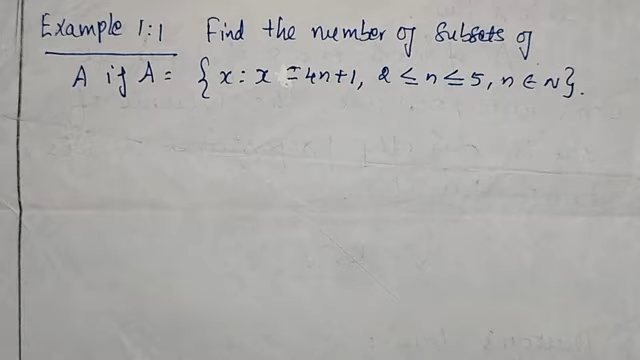 Example 1:1 Find the number of subsets of
A if A = {x : x = 4n+1, 2 ≤ n ≤ 5, n ∈ N}.